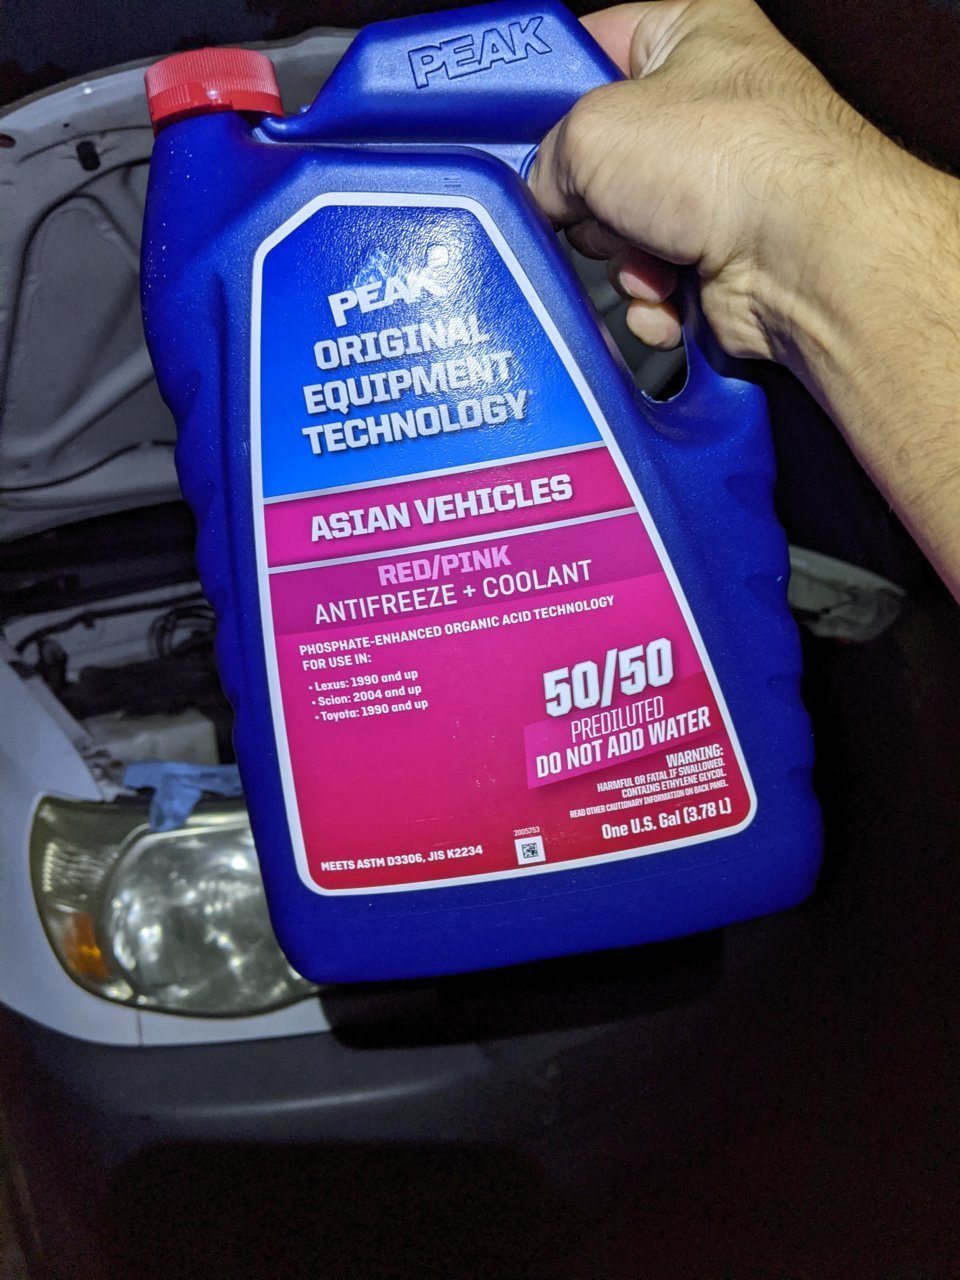 PEAK
PEAK
ORIGINAL
EQUIPMENT
TECHNOLOGY
ASIAN VEHICLES
RED/PINK
ANTIFREEZE + COOLANT
PHOSPHATE-ENHANCED ORGANIC ACID TECHNOLOGY
FOR USE IN:
• Lexus: 1990 and up
• Scion: 2004 and up
• Toyota: 1990 and up
50/50
PREDILUTED
DO NOT ADD WATER
WARNING:
HARMFUL OR FATAL IF SWALLOWED.
CONTAINS ETHYLENE GLYCOL.
READ OTHER CAUTIONARY INFORMATION ON BACK PANEL.
One U.S. Gal (3.78 L)
2005753
MEETS ASTM D3306, JIS K2234